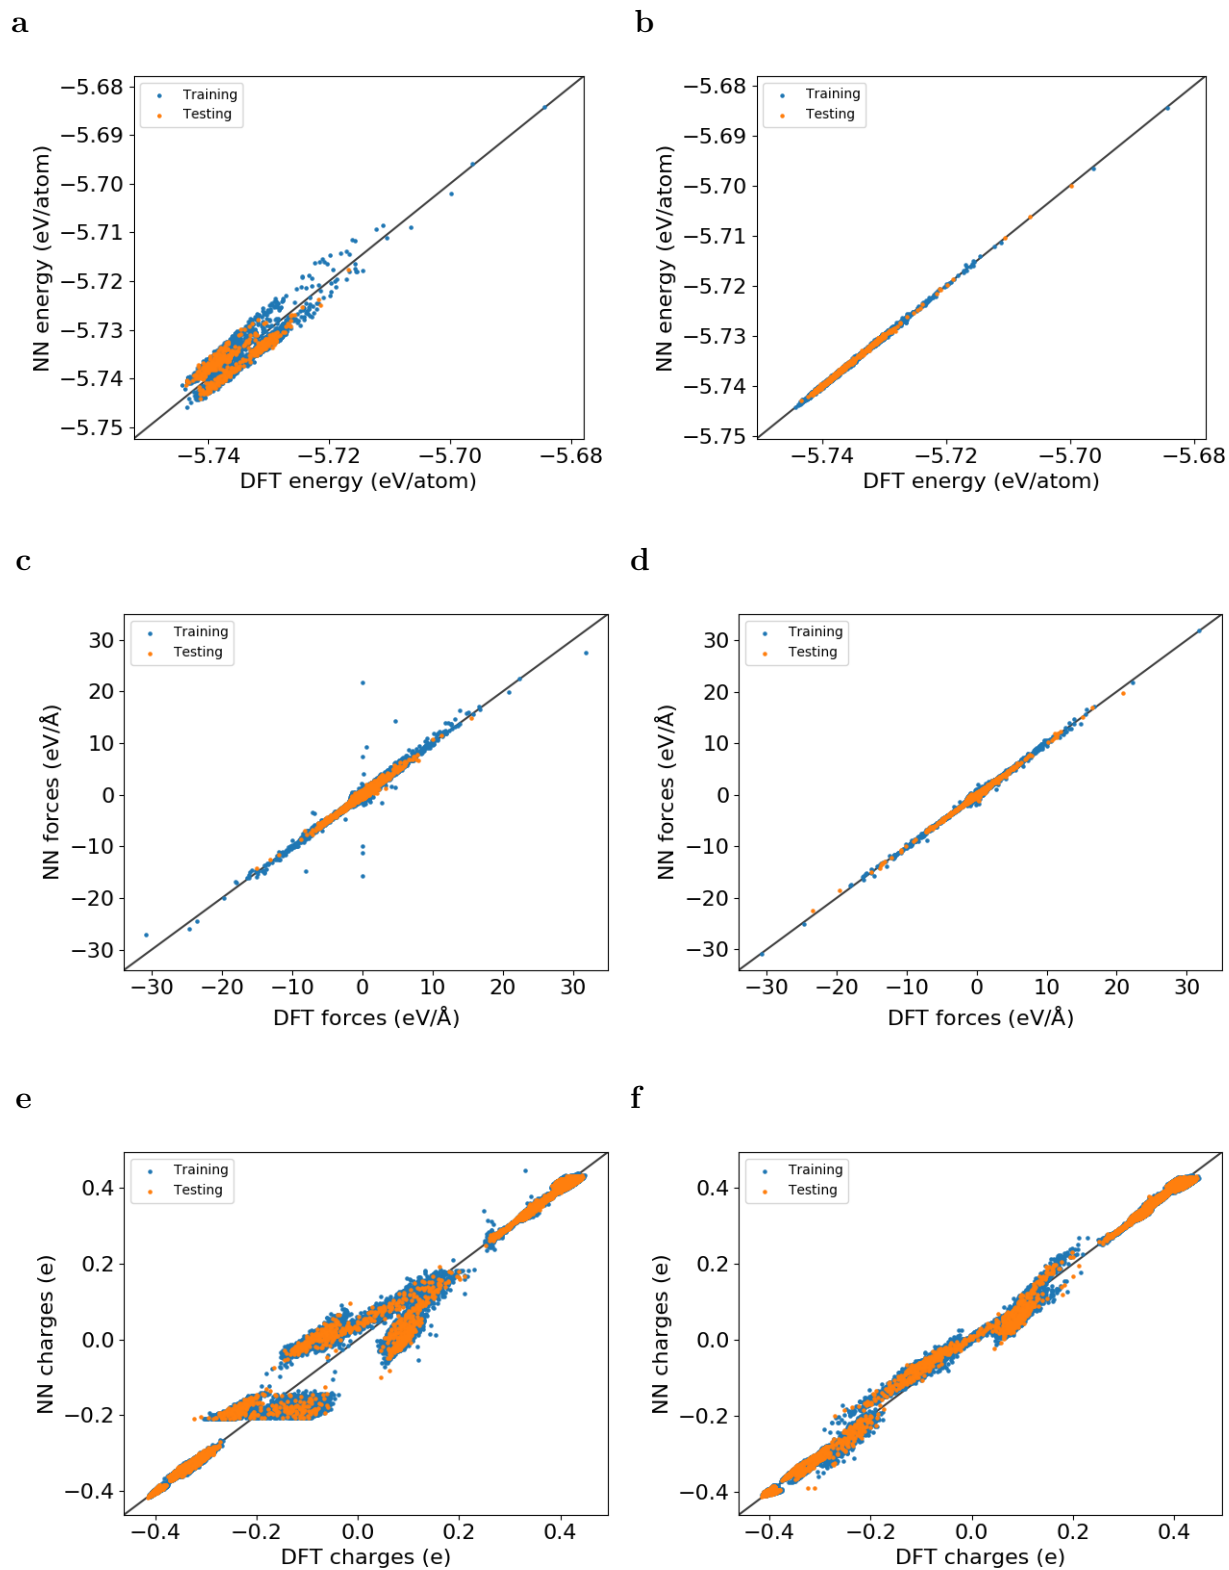 a
−5.68
−5.69
−5.70
−5.71
−5.72
−5.73
−5.74
−5.75
NN energy (eV/atom)
Training
Testing
−5.74 −5.72 −5.70 −5.68
DFT energy (eV/atom)
b
−5.68
−5.69
−5.70
−5.71
−5.72
−5.73
−5.74
−5.75
NN energy (eV/atom)
Training
Testing
−5.74 −5.72 −5.70 −5.68
DFT energy (eV/atom)
c
30
20
10
0
−10
−20
−30
NN forces (eV/Å)
Training
Testing
−30 −20 −10 0 10 20 30
DFT forces (eV/Å)
d
30
20
10
0
−10
−20
−30
NN forces (eV/Å)
Training
Testing
−30 −20 −10 0 10 20 30
DFT forces (eV/Å)
e
0.4
0.2
0.0
−0.2
−0.4
NN charges (e)
Training
Testing
−0.4 −0.2 0.0 0.2 0.4
DFT charges (e)
f
0.4
0.2
0.0
−0.2
−0.4
NN charges (e)
Training
Testing
−0.4 −0.2 0.0 0.2 0.4
DFT charges (e)